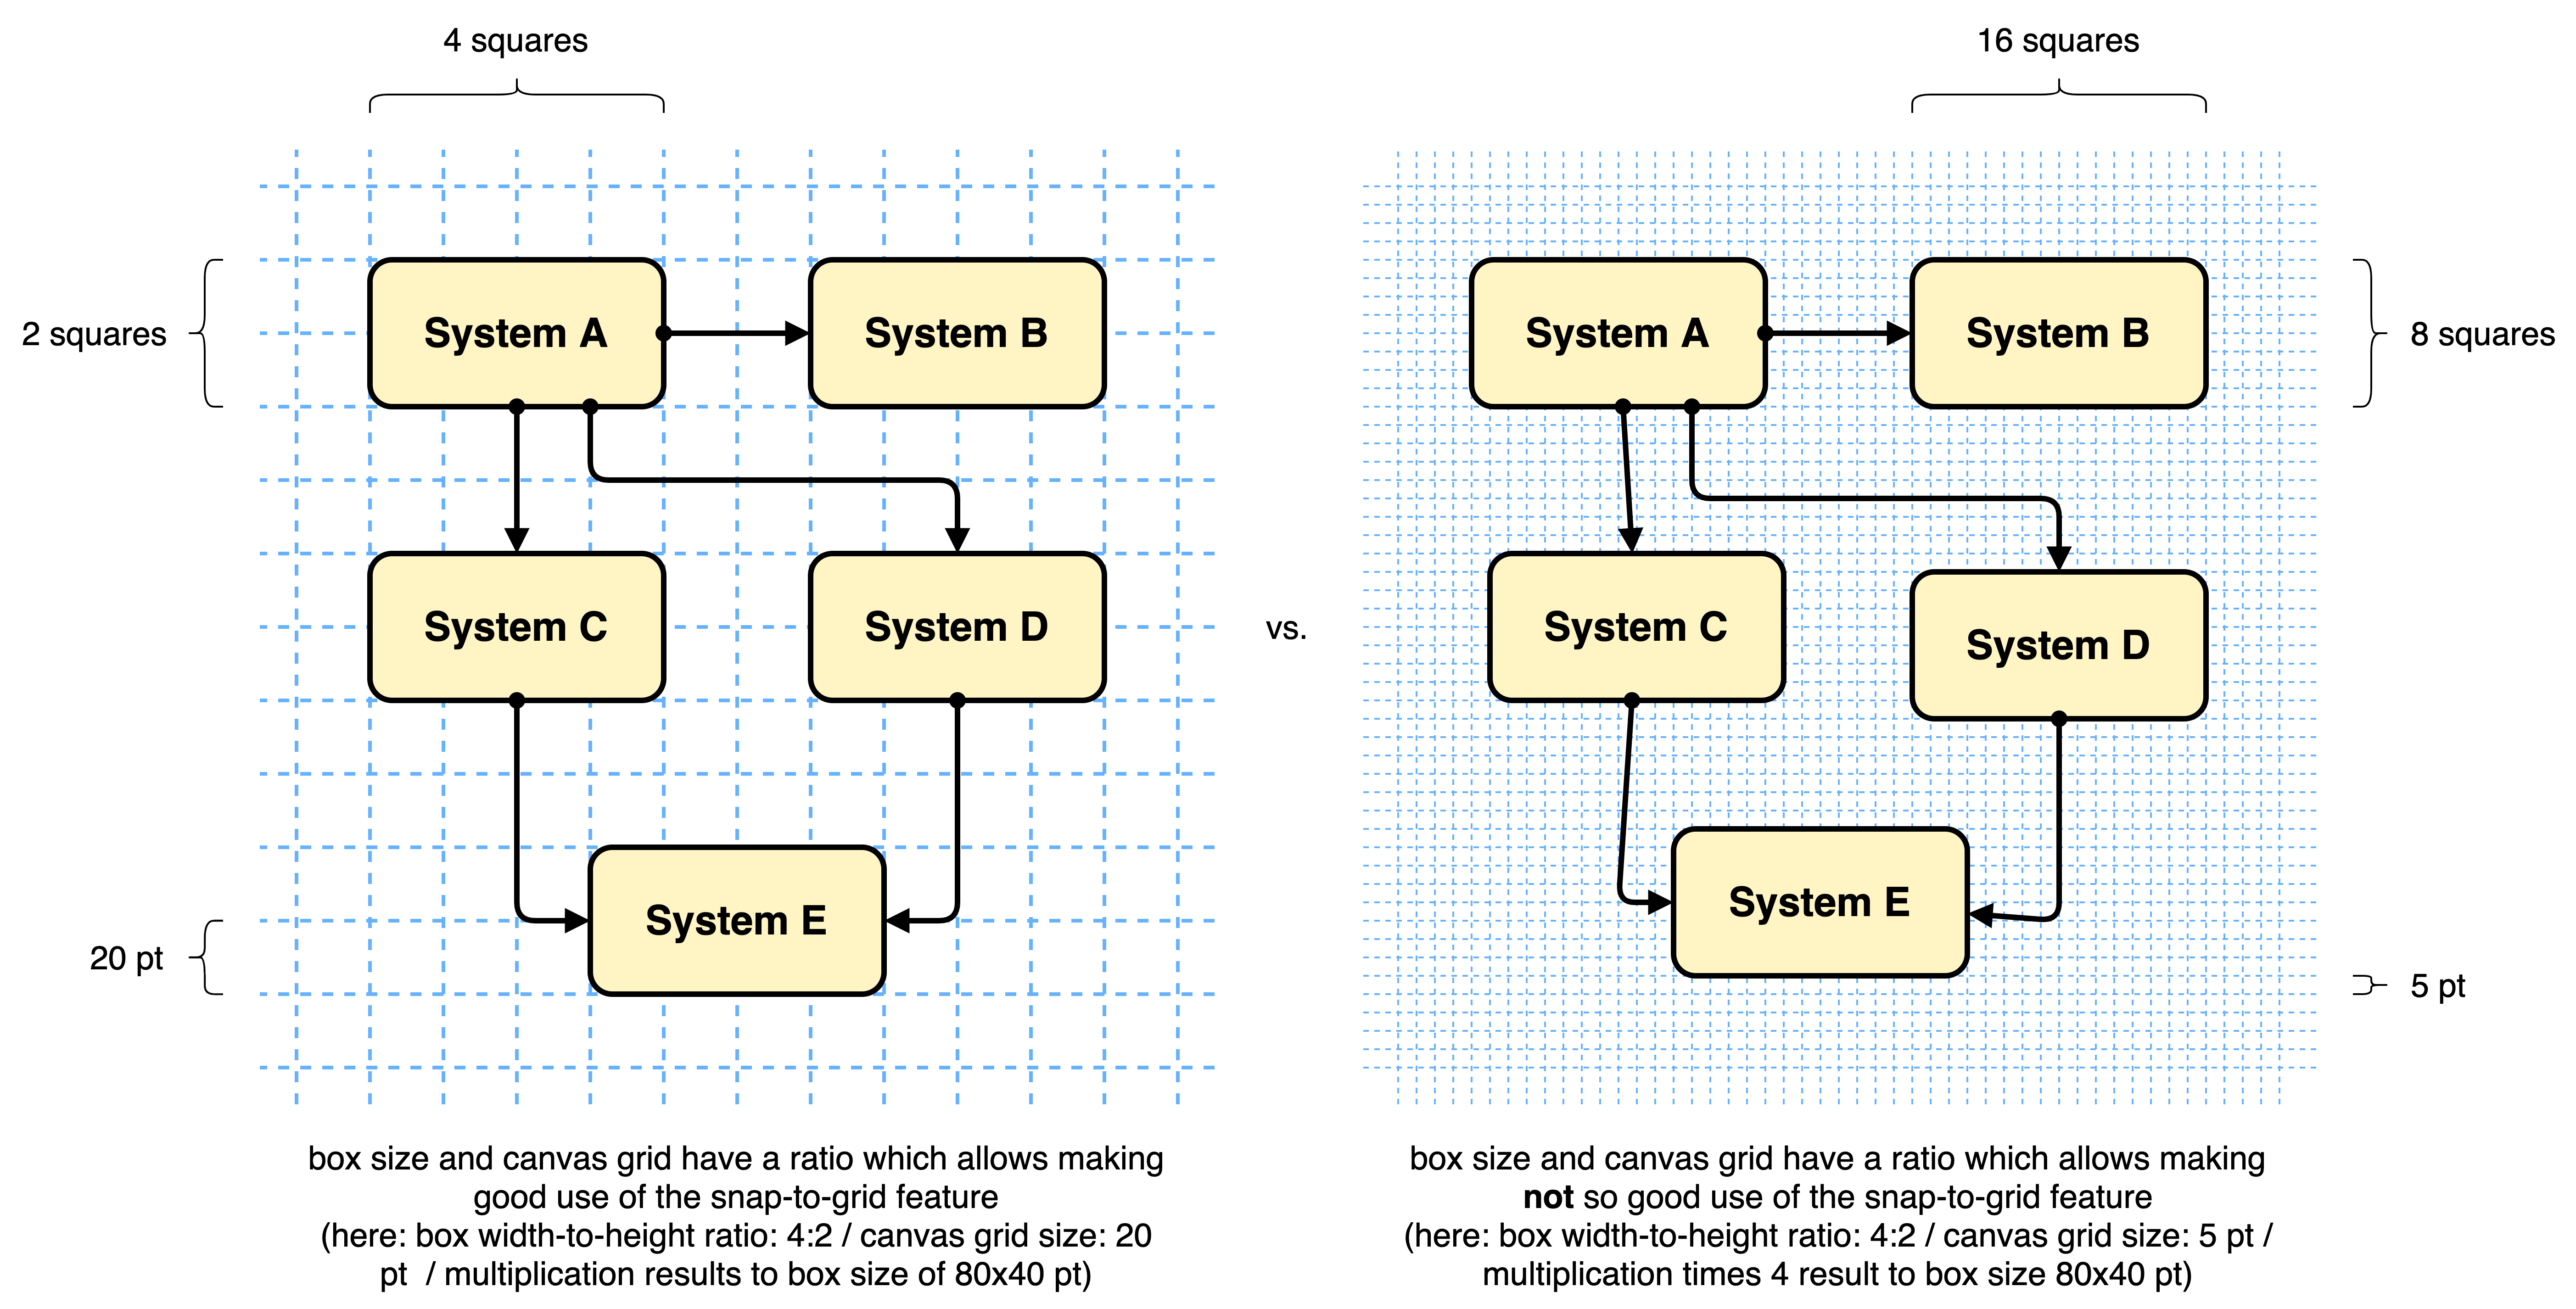 4 squares
16 squares
2 squares
System A
System B
System A
System B
8 squares
System C
System D
vs.
System C
System D
20 pt
System E
System E
5 pt
box size and canvas grid have a ratio which allows making
good use of the snap-to-grid feature
(here: box width-to-height ratio: 4:2 / canvas grid size: 20
pt  / multiplication results to box size of 80x40 pt)
box size and canvas grid have a ratio which allows making
not so good use of the snap-to-grid feature
(here: box width-to-height ratio: 4:2 / canvas grid size: 5 pt /
multiplication times 4 result to box size 80x40 pt)